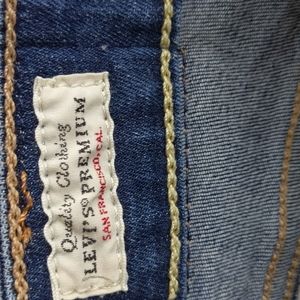 Quality Clothing
LEVI'S® PREMIUM
SAN FRANCISCO, CAL.